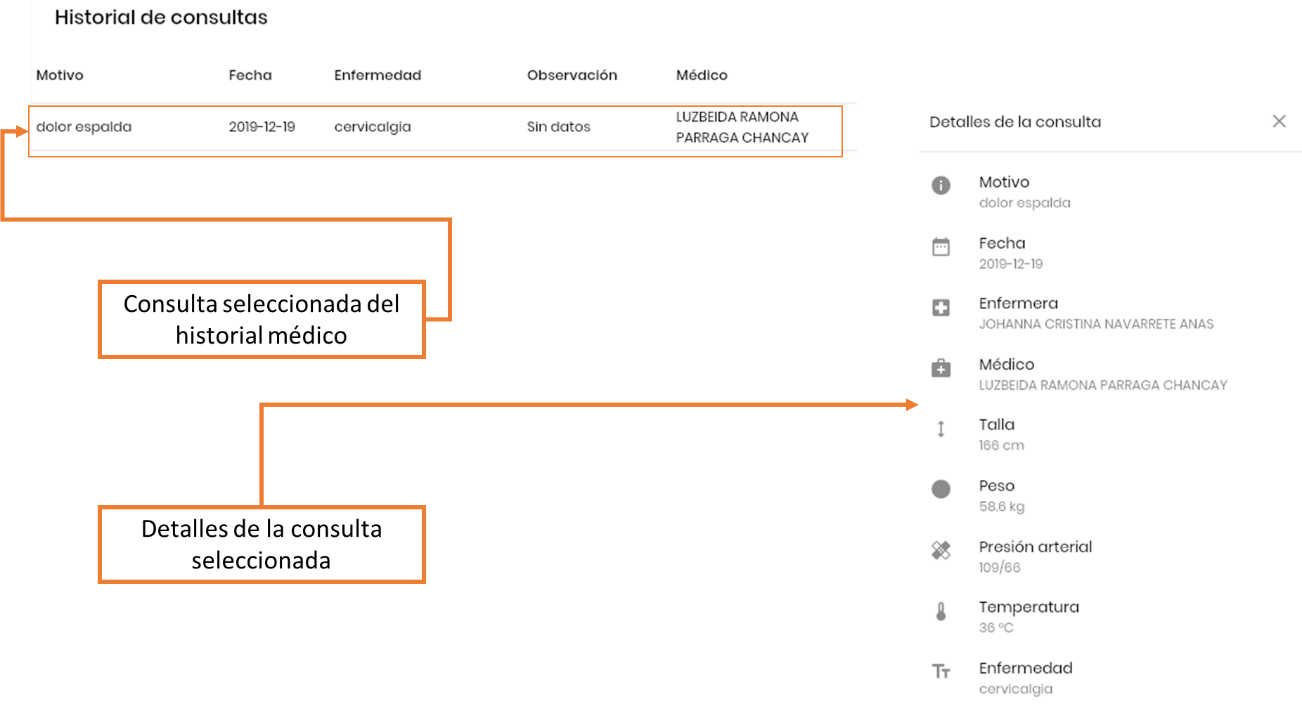 Historial de consultas
Motivo Fecha Enfermedad Observación Médico
dolor espalda 2019-12-19 cervicalgia Sin datos LUZBEIDA RAMONA
PARRAGA CHANCAY
Consulta seleccionada del
historial médico
Detalles de la consulta
seleccionada
Detalles de la consulta
Motivo
dolor espalda
Fecha
2019-12-19
Enfermera
JOHANNA CRISTINA NAVARRETE ANAS
Médico
LUZBEIDA RAMONA PARRAGA CHANCAY
Talla
166 cm
Peso
58.6 kg
Presión arterial
109/66
Temperatura
36 ºC
Enfermedad
cervicalgia